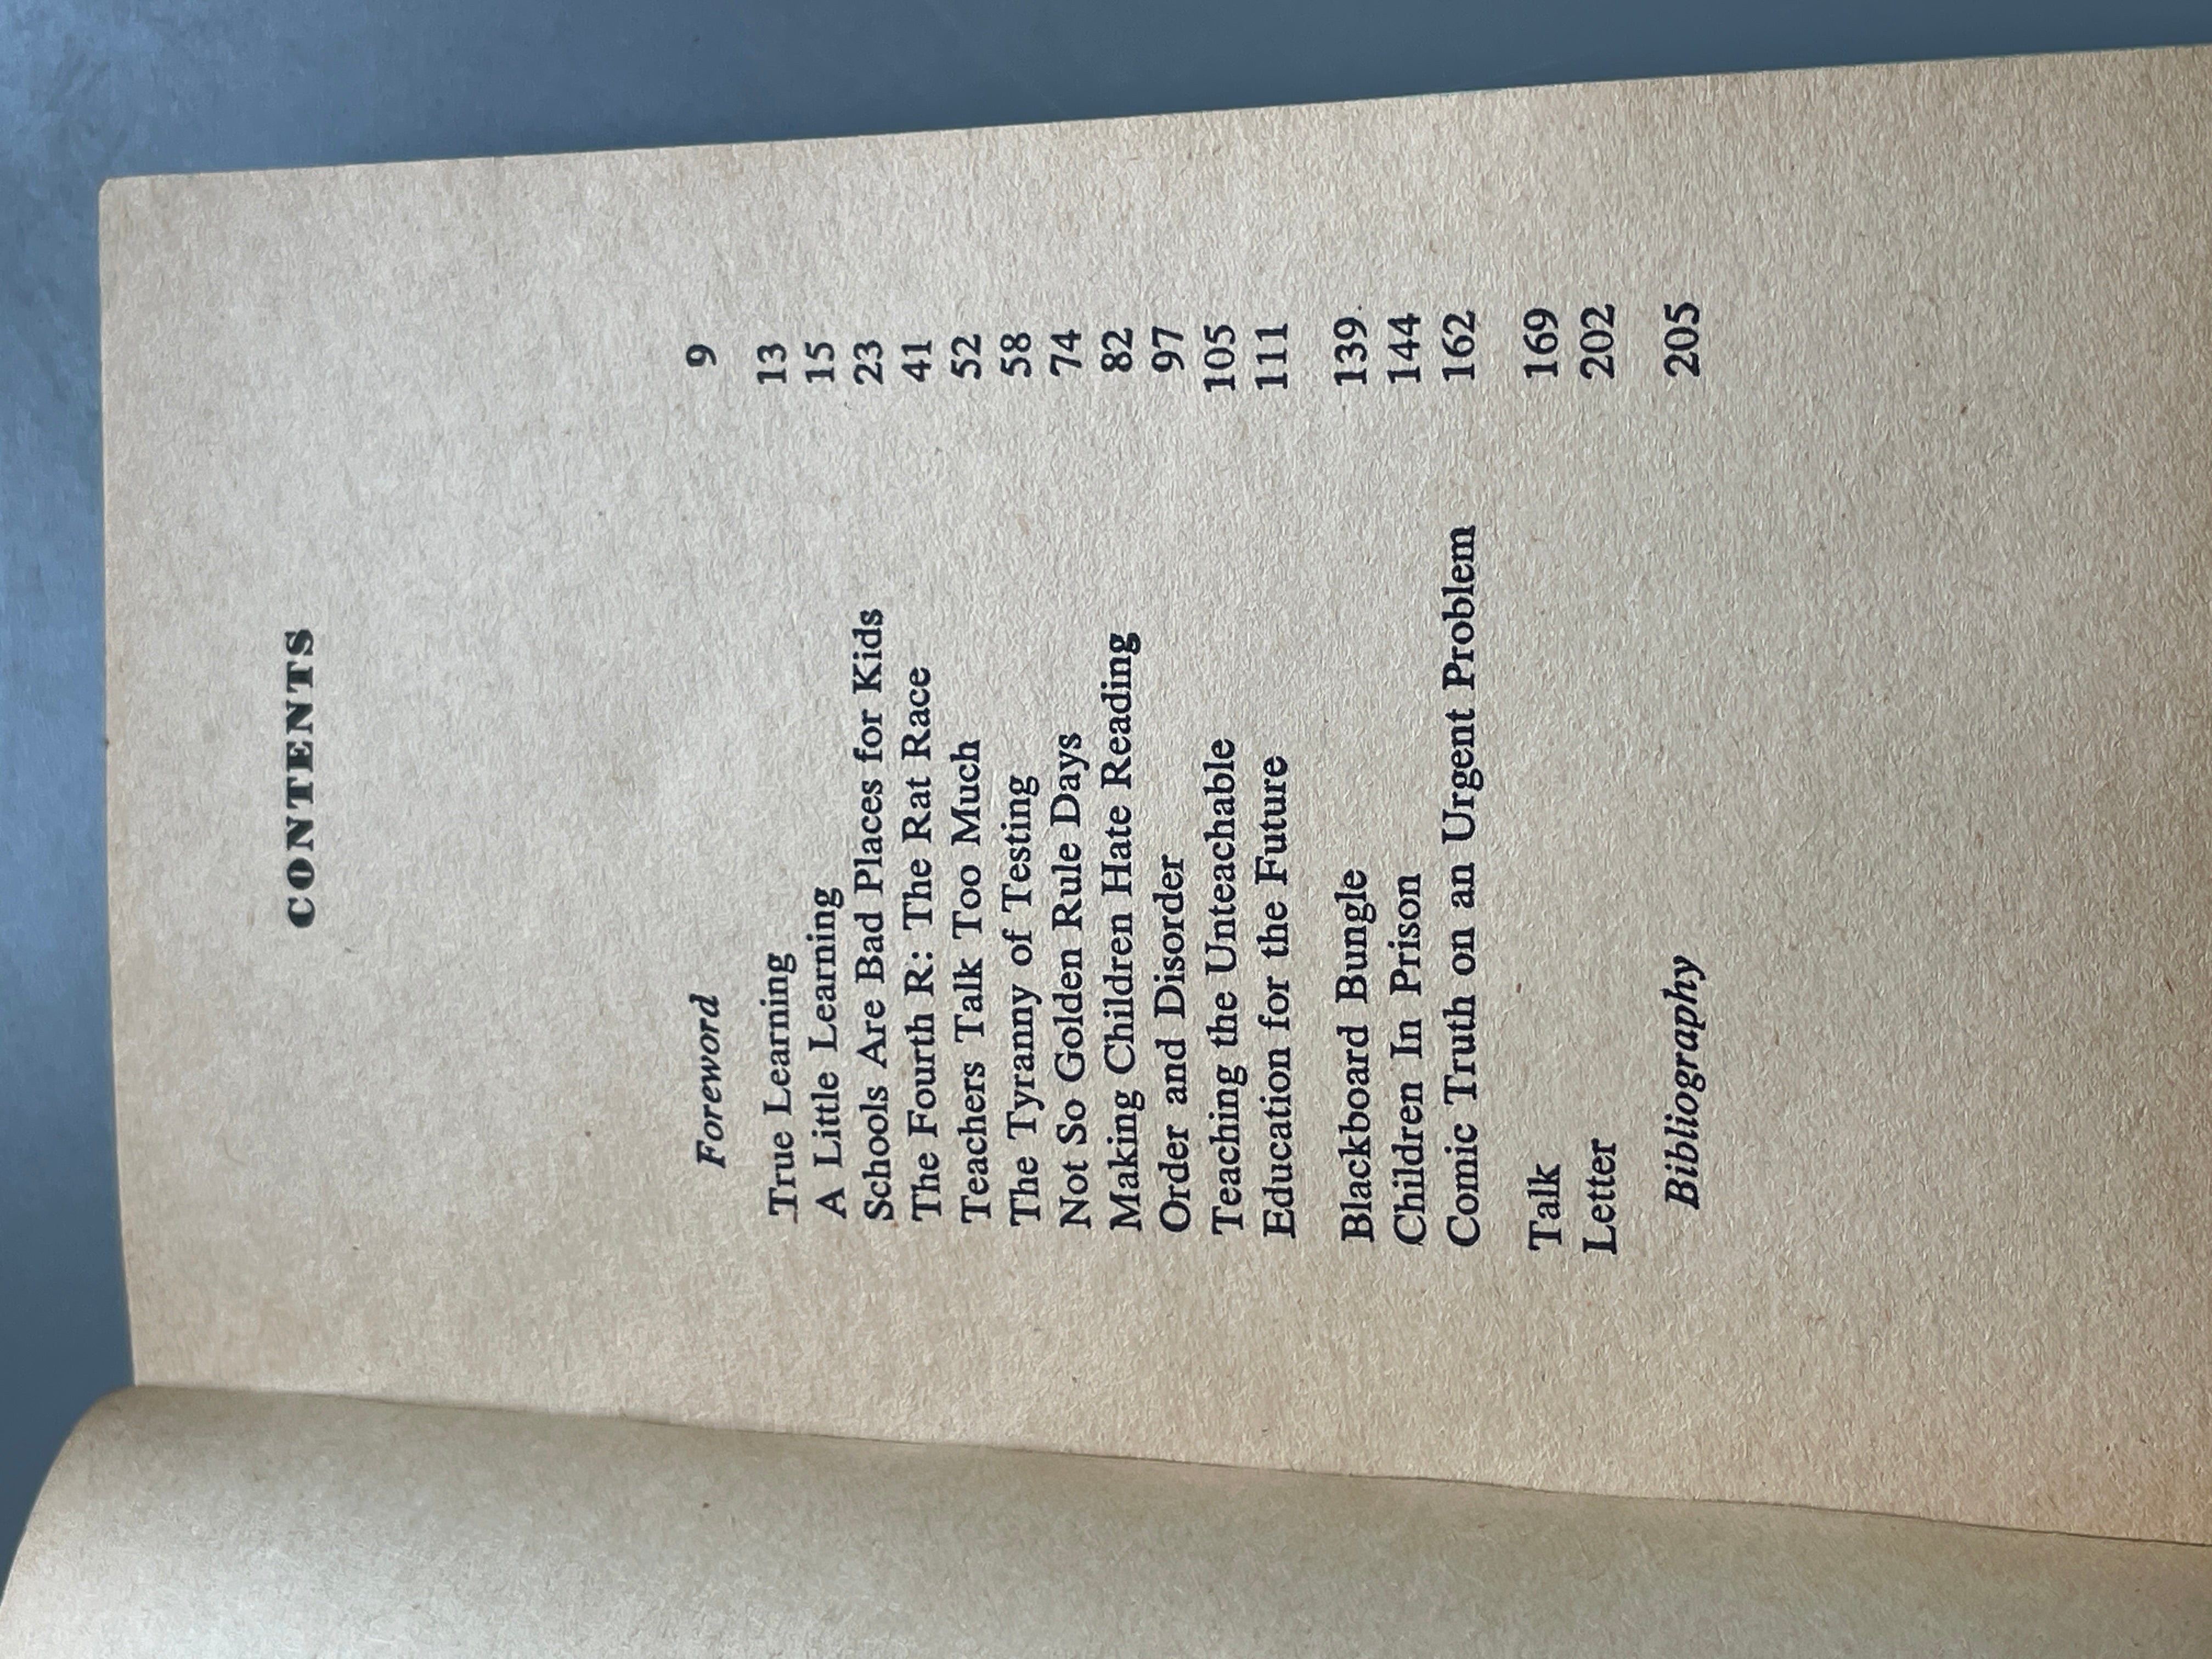 CONTENTS
Foreword 9
True Learning 13
A Little Learning 15
Schools Are Bad Places for Kids 23
The Fourth R: The Rat Race 41
Teachers Talk Too Much 52
The Tyranny of Testing 58
Not So Golden Rule Days 74
Making Children Hate Reading 82
Order and Disorder 97
Teaching the Unteachable 105
Education for the Future 111
Blackboard Bungle 139
Children In Prison 144
Comic Truth on an Urgent Problem 162
Talk 169
Letter 202
Bibliography 205